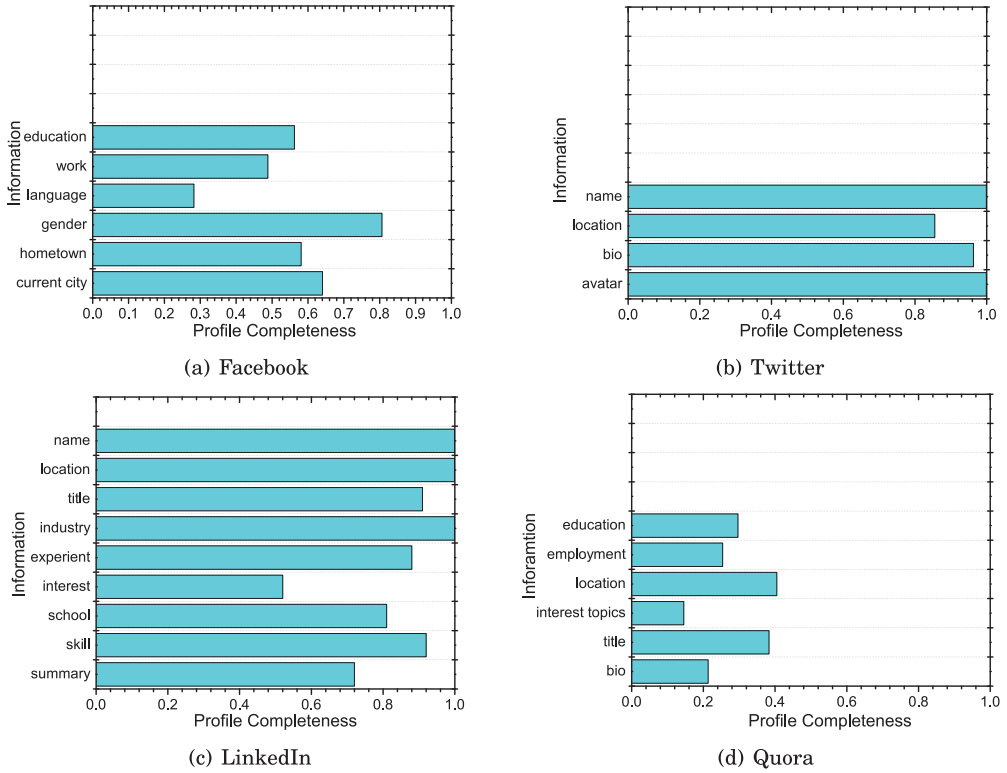 Information
education
work
language
gender
hometown
current city
0.0 0.1 0.2 0.3 0.4 0.5 0.6 0.7 0.8 0.9 1.0
Profile Completeness
(a) Facebook
Information
name
location
bio
avatar
0.0 0.2 0.4 0.6 0.8 1.0
Profile Completeness
(b) Twitter
Information
name
location
title
industry
experient
interest
school
skill
summary
0.0 0.2 0.4 0.6 0.8 1.0
Profile Completeness
(c) LinkedIn
Inforamtion
education
employment
location
interest topics
title
bio
0.0 0.2 0.4 0.6 0.8 1.0
Profile Completeness
(d) Quora